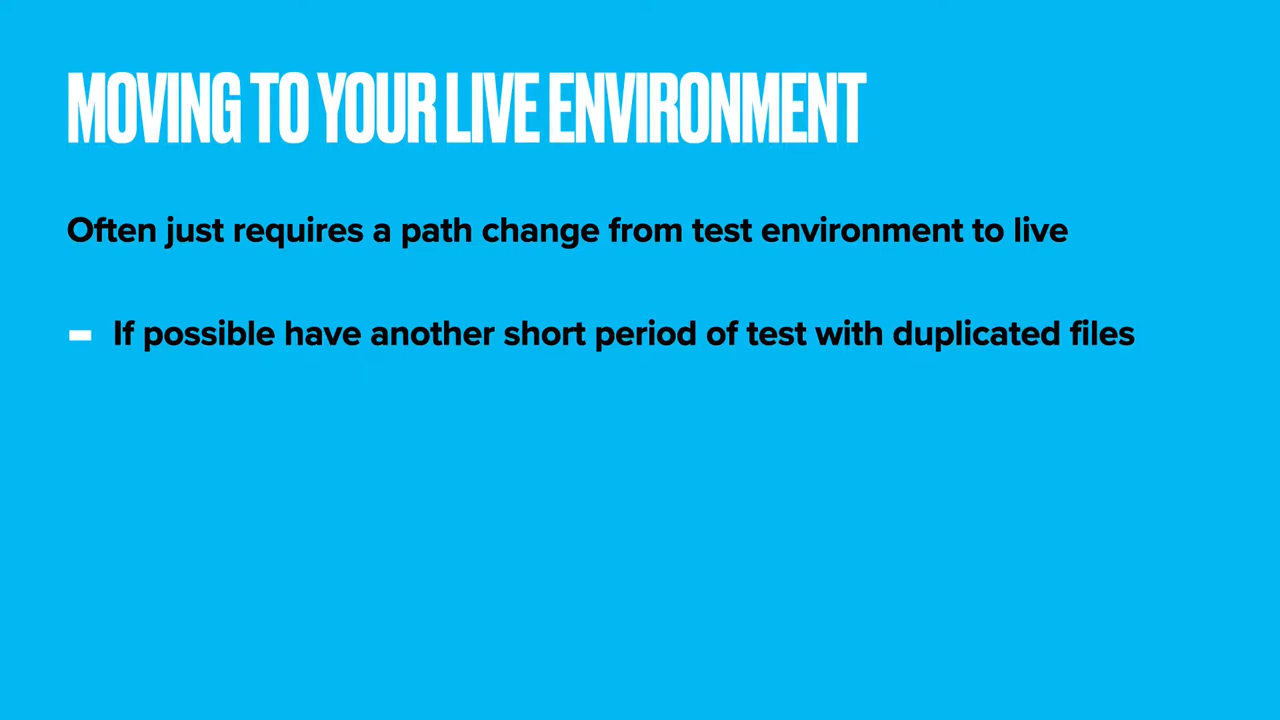 MOVING TO YOUR LIVE ENVIRONMENT
Often just requires a path change from test environment to live
- If possible have another short period of test with duplicated files